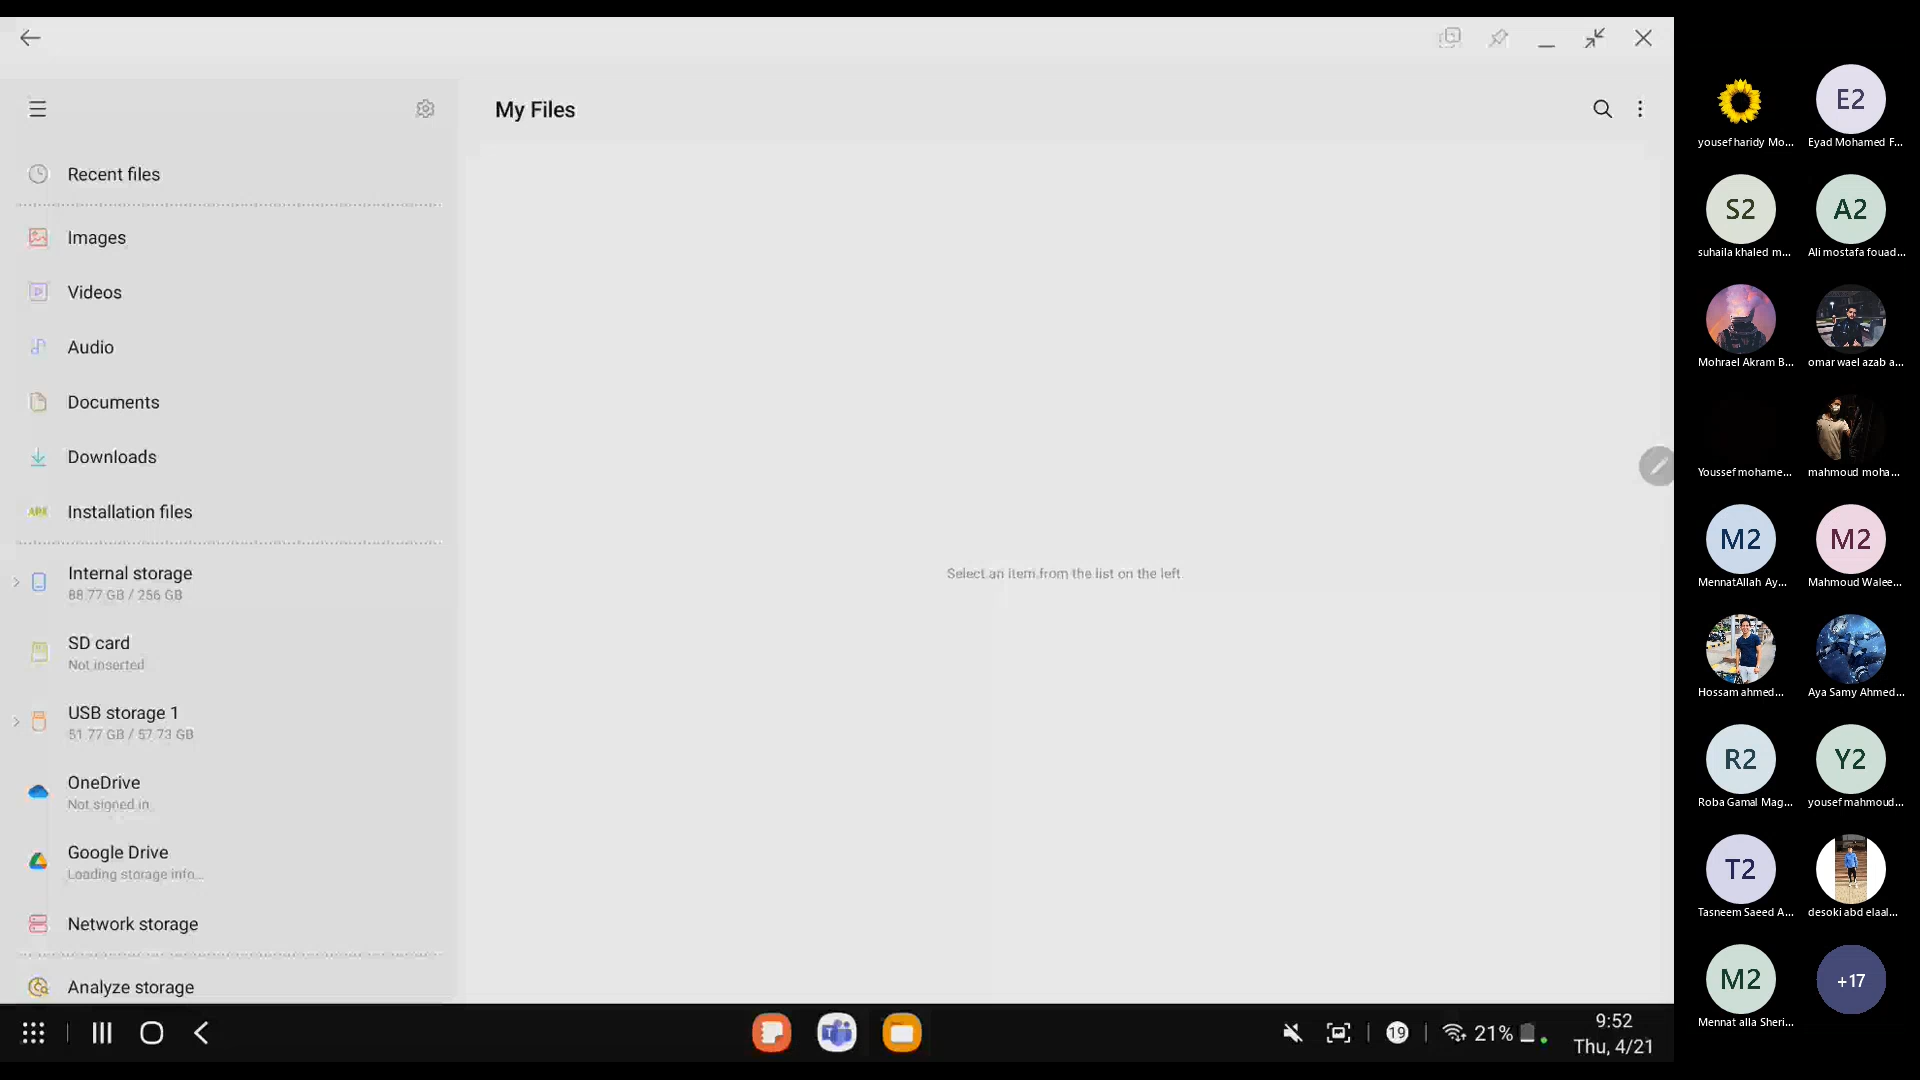 My Files
Recent files
Images
Videos
Audio
Documents
Downloads
APK
Installation files
Internal storage
88.77 GB / 256 GB
SD card
Not inserted
USB storage 1
51.77 GB / 57.73 GB
OneDrive
Not signed in
Google Drive
Loading storage info...
Network storage
Analyze storage
Select an item from the list on the left
19
21%
9:52
Thu, 4/21
yousef haridy Mo...
E2
Eyad Mohamed F...
S2
suhaila khaled m...
A2
Ali mostafa fouad...
Mohrael Akram B...
omar wael azab a...
Youssef mohame...
mahmoud moha...
M2
MennatAllah Ay...
M2
Mahmoud Walee...
Hossam ahmed...
Aya Samy Ahmed...
R2
Roba Gamal Mag...
Y2
yousef mahmoud...
T2
Tasneem Saeed A...
desoki abd elaal...
M2
Mennat alla Sheri...
+17